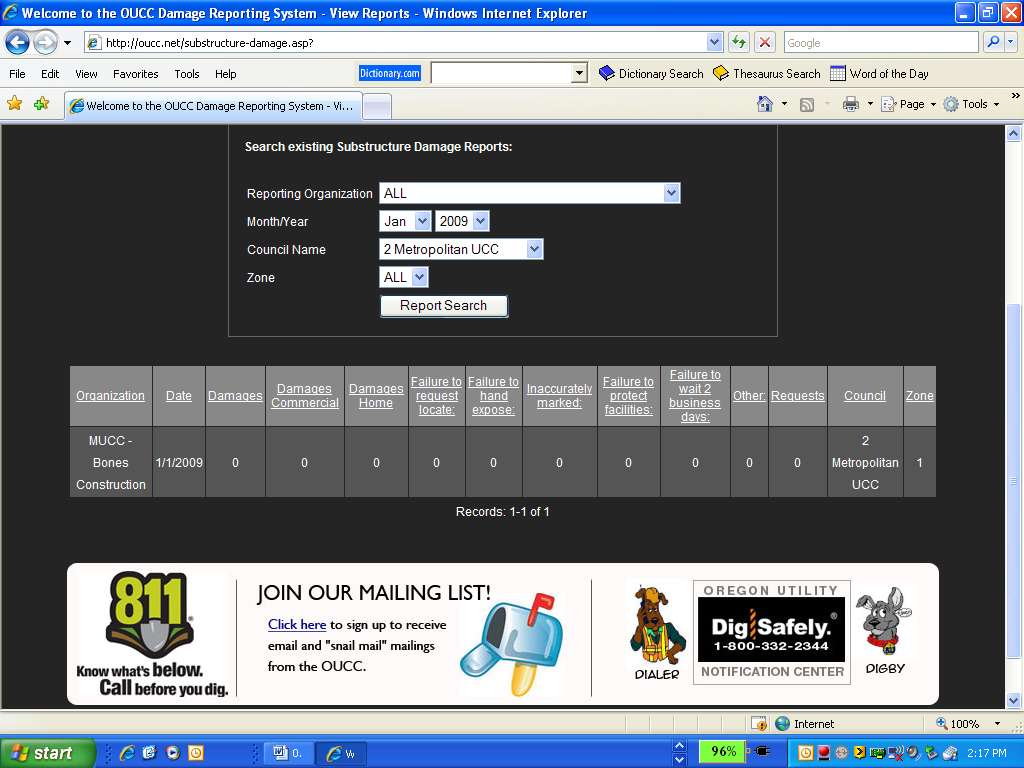 Welcome to the OUCC Damage Reporting System - View Reports - Windows Internet Explorer
http://oucc.net/substructure-damage.asp?
Google
File Edit View Favorites Tools Help
Dictionary.com
Dictionary Search Thesaurus Search Word of the Day
Welcome to the OUCC Damage Reporting System - Vi...
Page Tools
Search existing Substructure Damage Reports:
Reporting Organization ALL
Month/Year Jan 2009
Council Name 2 Metropolitan UCC
Zone ALL
Report Search
Organization Date Damages Damages Commercial Damages Home Failure to request locate: Failure to hand expose: Inaccurately marked: Failure to protect facilities: Failure to wait 2 business days: Other: Requests Council Zone
MUCC - Bones Construction 1/1/2009 0 0 0 0 0 0 0 0 0 0 2 Metropolitan UCC 1
Records: 1-1 of 1
811
Know what's below.
Call before you dig.
JOIN OUR MAILING LIST!
Click here to sign up to receive
email and "snail mail" mailings
from the OUCC.
DIALER
OREGON UTILITY
Dig Safely.®
1-800-332-2344
NOTIFICATION CENTER
DIGBY
Internet
100%
start
0.
w
96%
2:17 PM